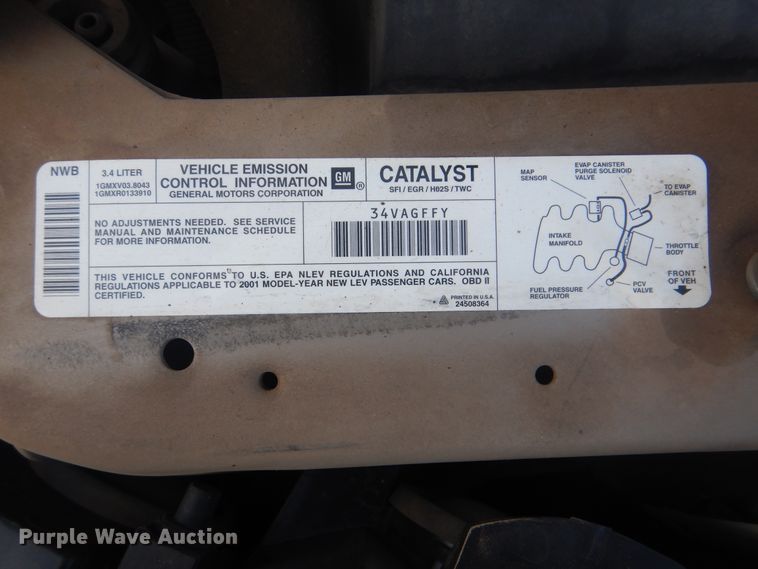 NWB
3.4 LITER
1GMXV03.8043
1GMXR0133910
VEHICLE EMISSION
CONTROL INFORMATION
GENERAL MOTORS CORPORATION
GM ®
CATALYST
SFI / EGR / H02S / TWC
NO ADJUSTMENTS NEEDED. SEE SERVICE
MANUAL AND MAINTENANCE SCHEDULE
FOR MORE INFORMATION.
34VAGFFY
THIS VEHICLE CONFORMS TO U.S. EPA NLEV REGULATIONS AND CALIFORNIA
REGULATIONS APPLICABLE TO 2001 MODEL-YEAR NEW LEV PASSENGER CARS. OBD II
CERTIFIED.
PRINTED IN U.S.A.
24508364
MAP
SENSOR
EVAP CANISTER
PURGE SOLENOID
VALVE
TO EVAP
CANISTER
INTAKE
MANIFOLD
THROTTLE
BODY
FUEL PRESSURE
REGULATOR
PCV
VALVE
FRONT
OF VEH
Purple Wave Auction